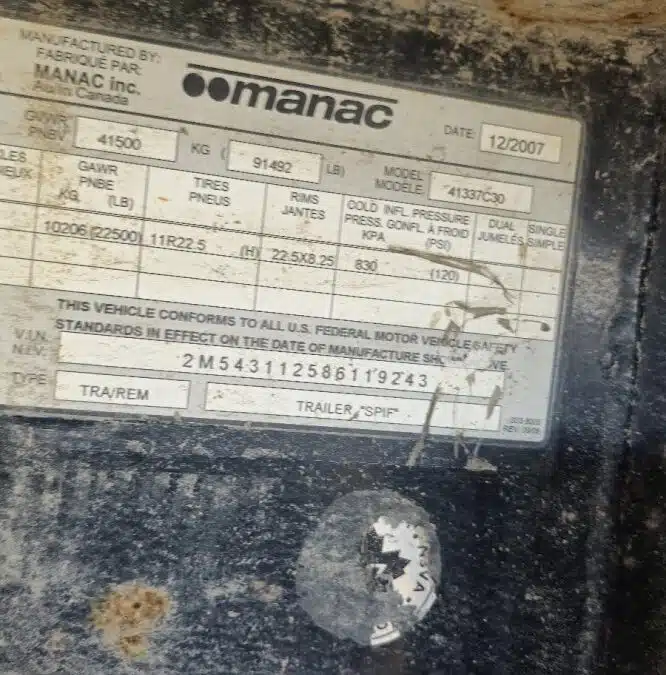 MANUFACTURED BY:
FABRIQUÉ PAR:
MANAC inc.
manac
DATE: 12/2007
GVWR
PNBV 41500 KG ( 91492 LB) MODEL
MODÈLE 41337C30
GAWR
PNBE
KG (LB) TIRES
PNEUS RIMS
JANTES COLD INFL. PRESSURE
PRESS. GONFL. À FROID
KPA (PSI) DUAL
JUMELÉS SINGLE
SIMPLE
10206 (22500) 11R22.5 (H) 22.5X8.25 830 (120)
THIS VEHICLE CONFORMS TO ALL U.S. FEDERAL MOTOR VEHICLE SAFETY
STANDARDS IN EFFECT ON THE DATE OF MANUFACTURE
V.I.N.
N.I.V. 2M543112586119243
TYPE TRA/REM TRAILER, "SPIF"